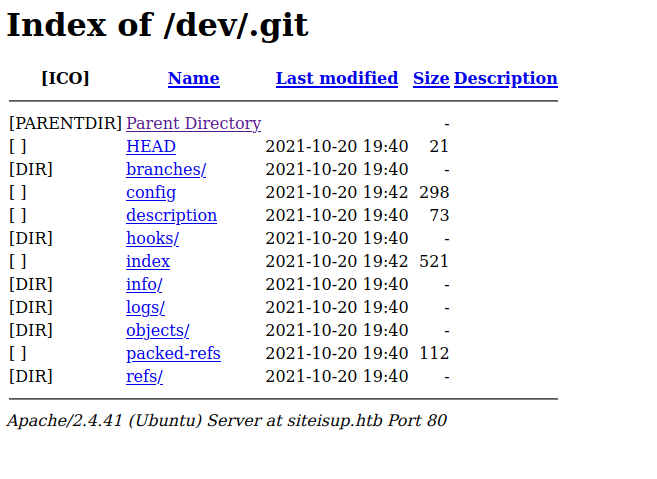 Index of /dev/.git
[ICO] Name Last modified Size Description
[PARENTDIR] Parent Directory -
[ ] HEAD 2021-10-20 19:40 21
[DIR] branches/ 2021-10-20 19:40 -
[ ] config 2021-10-20 19:42 298
[ ] description 2021-10-20 19:40 73
[DIR] hooks/ 2021-10-20 19:40 -
[ ] index 2021-10-20 19:42 521
[DIR] info/ 2021-10-20 19:40 -
[DIR] logs/ 2021-10-20 19:40 -
[DIR] objects/ 2021-10-20 19:40 -
[ ] packed-refs 2021-10-20 19:40 112
[DIR] refs/ 2021-10-20 19:40 -
Apache/2.4.41 (Ubuntu) Server at siteisup.htb Port 80